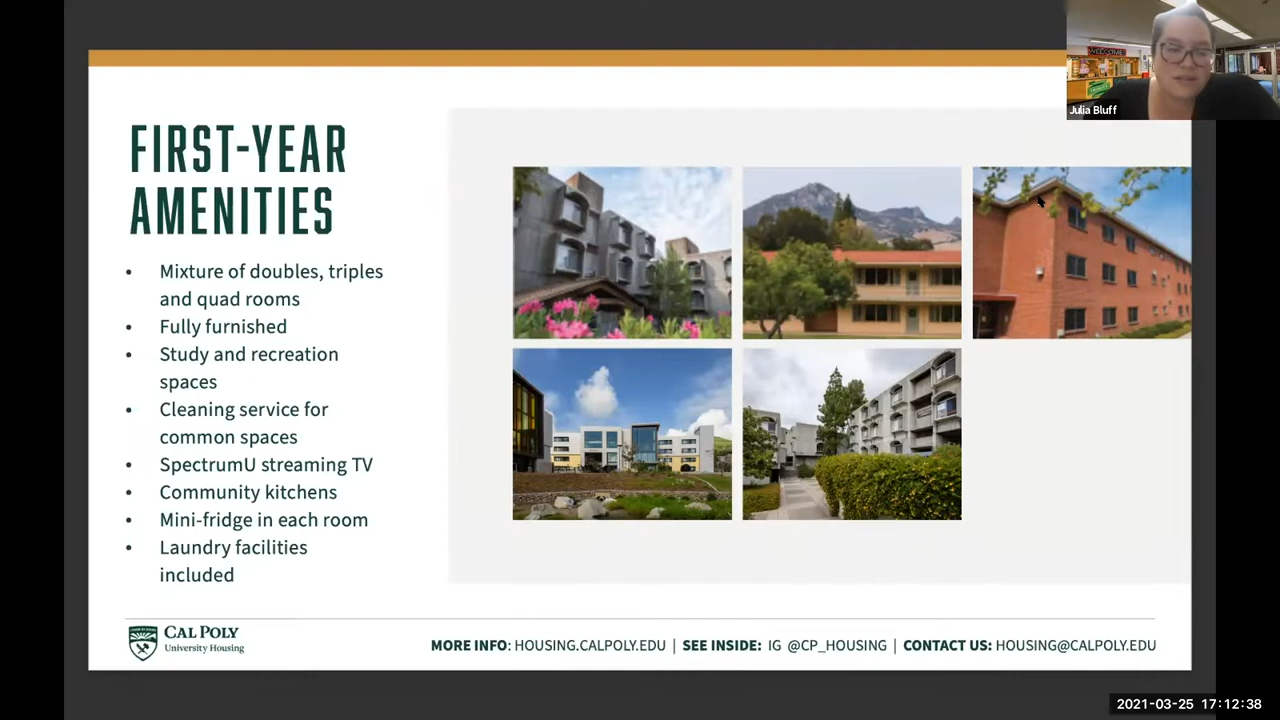 WELCOME
Julia Bluff
FIRST-YEAR
AMENITIES
• Mixture of doubles, triples
and quad rooms
• Fully furnished
• Study and recreation
spaces
• Cleaning service for
common spaces
• SpectrumU streaming TV
• Community kitchens
• Mini-fridge in each room
• Laundry facilities
included
CAL POLY
University Housing
MORE INFO: HOUSING.CALPOLY.EDU | SEE INSIDE: IG @CP_HOUSING | CONTACT US: HOUSING@CALPOLY.EDU
2021-03-25 17:12:38